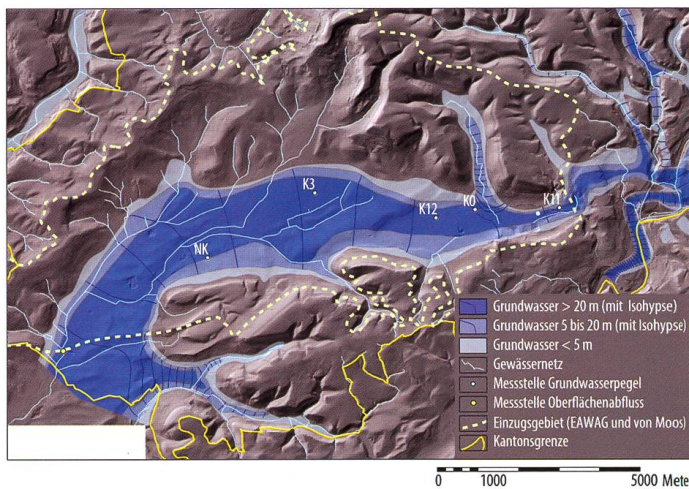 K3
K0
K11
K12
NK
Grundwasser > 20 m (mit Isohypse)
Grundwasser 5 bis 20 m (mit Isohypse)
Grundwasser < 5 m
Gewässernetz
Messstelle Grundwasserpegel
Messstelle Oberflächenabfluss
Einzugsgebiet (EAWAG und von Moos)
Kantonsgrenze
0 1000 5000 Mete